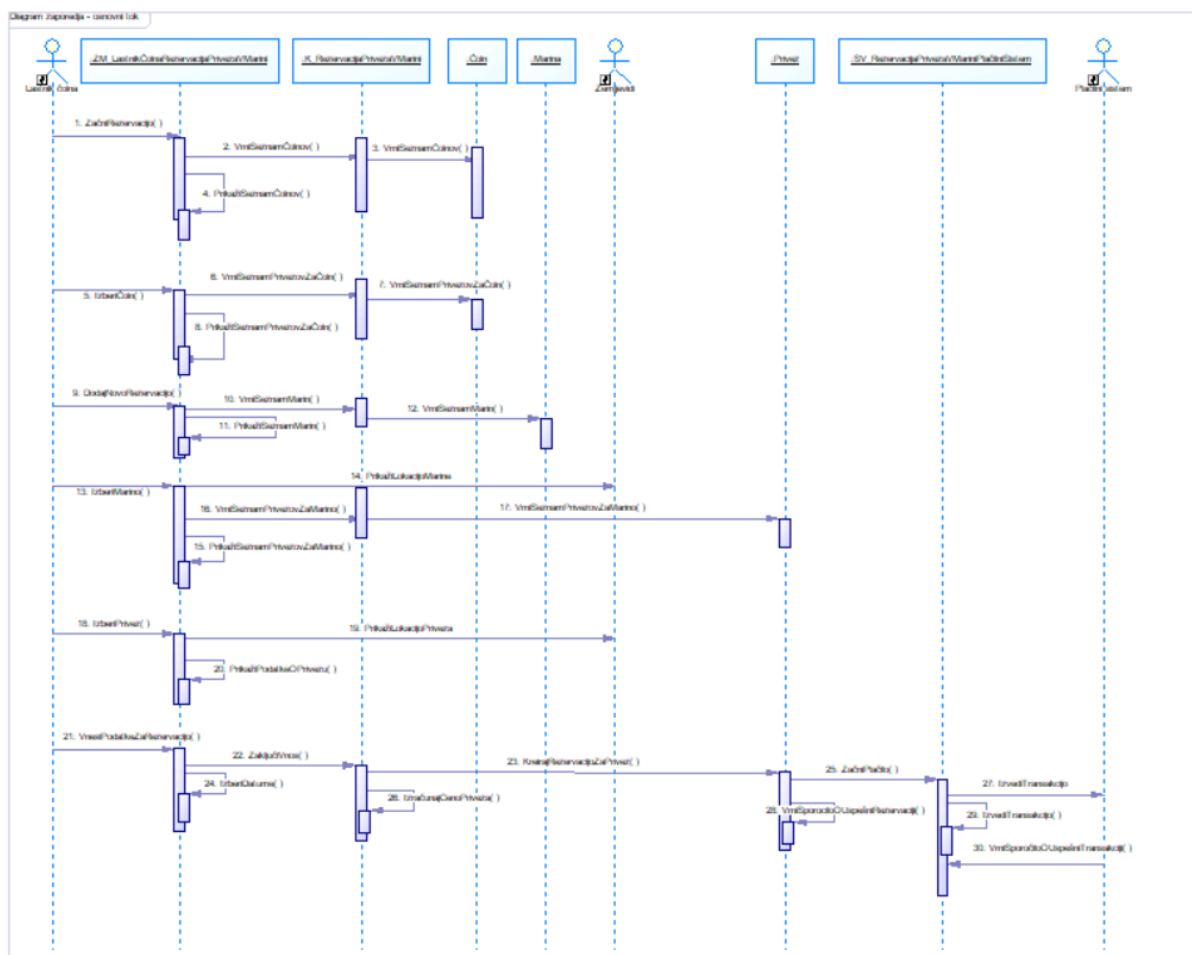 Diagram zaporedja - osnovni tok
:ZM_LastnikČolnaRezervacijaPrivezaVMarini
:K_RezervacijaPrivezaVMarini
:Čoln
:Marina
:Privez
:SV_RezervacijaPrivezaVMariniPlačilniSistem
Lastnik čolna
Zemljevidi
Plačilni sistem
1. ZačniRezervacijo( )
2. VrniSeznamČolnov( )
3. VrniSeznamČolnov( )
4. PrikažiSeznamČolnov( )
5. IzberiČoln( )
6. VrniSeznamPrivezovZaČoln( )
7. VrniSeznamPrivezovZaČoln( )
8. PrikažiSeznamPrivezovZaČoln( )
9. DodajNovoRezervacijo( )
10. VrniSeznamMarin( )
11. PrikažiSeznamMarin( )
12. VrniSeznamMarin( )
13. IzberiMarino( )
14. PrikažiLokacijoMarine
16. VrniSeznamPrivezovZaMarino( )
17. VrniSeznamPrivezovZaMarino( )
15. PrikažiSeznamPrivezovZaMarino( )
18. IzberiPrivez( )
19. PrikažiLokacijoPriveza
20. PrikažiPodatkeOPrivezu( )
21. VnesiPodatkeZaRezervacijo( )
22. ZaključiVnos( )
23. KreirajRezervacijoZaPrivez( )
24. IzberiDatume( )
25. ZačniPlačilo( )
26. IzračunajCenoPriveza( )
27. IzvediTransakcijo
28. VrniSporočiloOUspešniRezervaciji( )
29. IzvediTransakcijo( )
30. VrniSporočiloOUspešniTransakciji( )